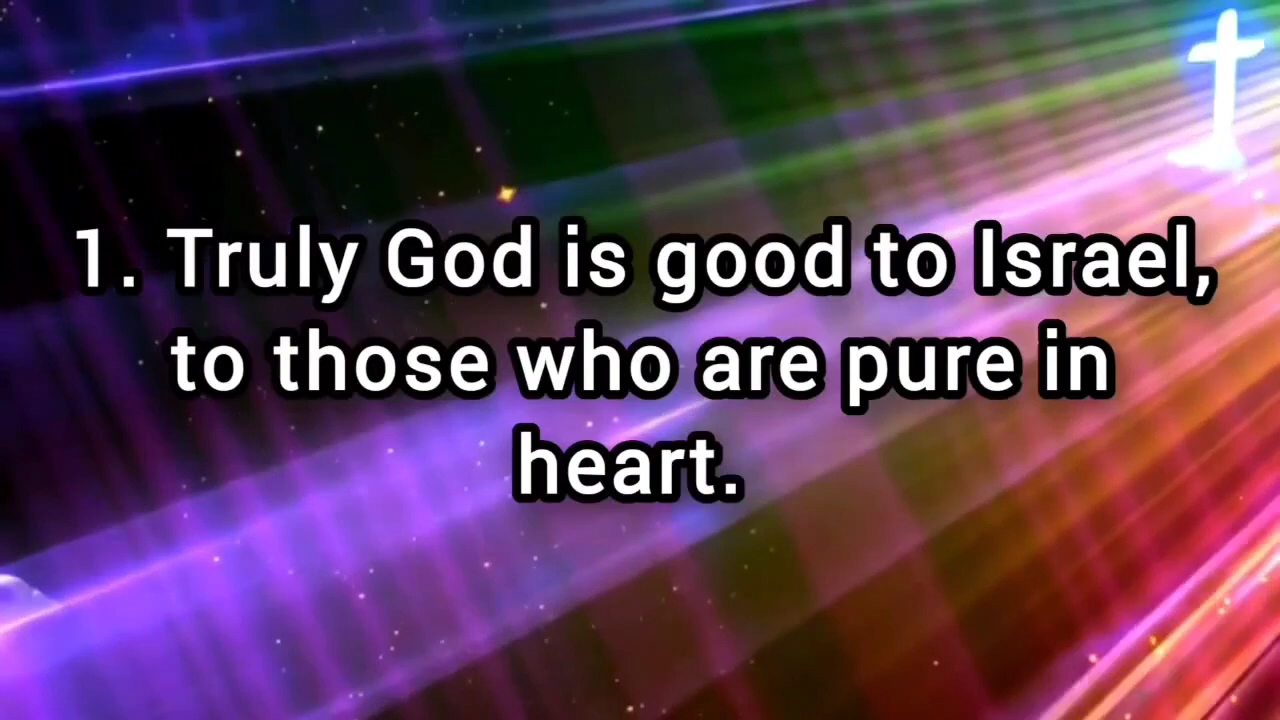 1. Truly God is good to Israel,
to those who are pure in
heart.